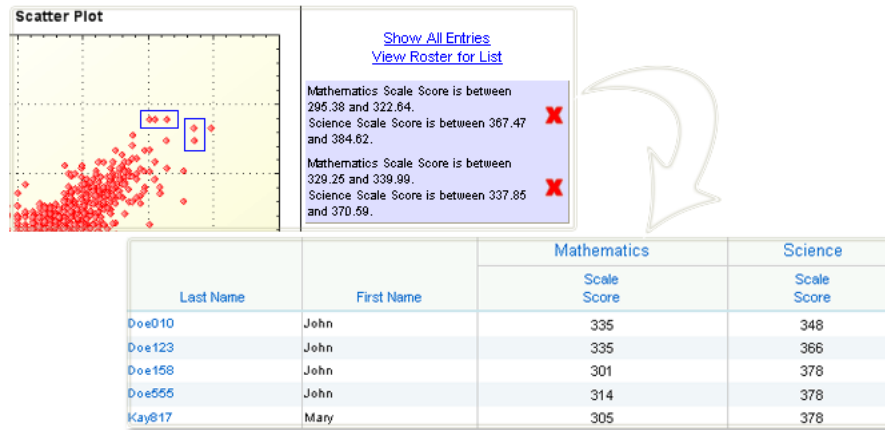 Scatter Plot
Show All Entries
View Roster for List
Mathematics Scale Score is between
295.38 and 322.64.
Science Scale Score is between 367.47
and 384.62.
Mathematics Scale Score is between
329.25 and 339.99.
Science Scale Score is between 337.85
and 370.59.
Mathematics Science
Last Name First Name Scale Score Scale Score
Doe010 John 335 348
Doe123 John 335 366
Doe158 John 301 378
Doe555 John 314 378
Kay817 Mary 305 378